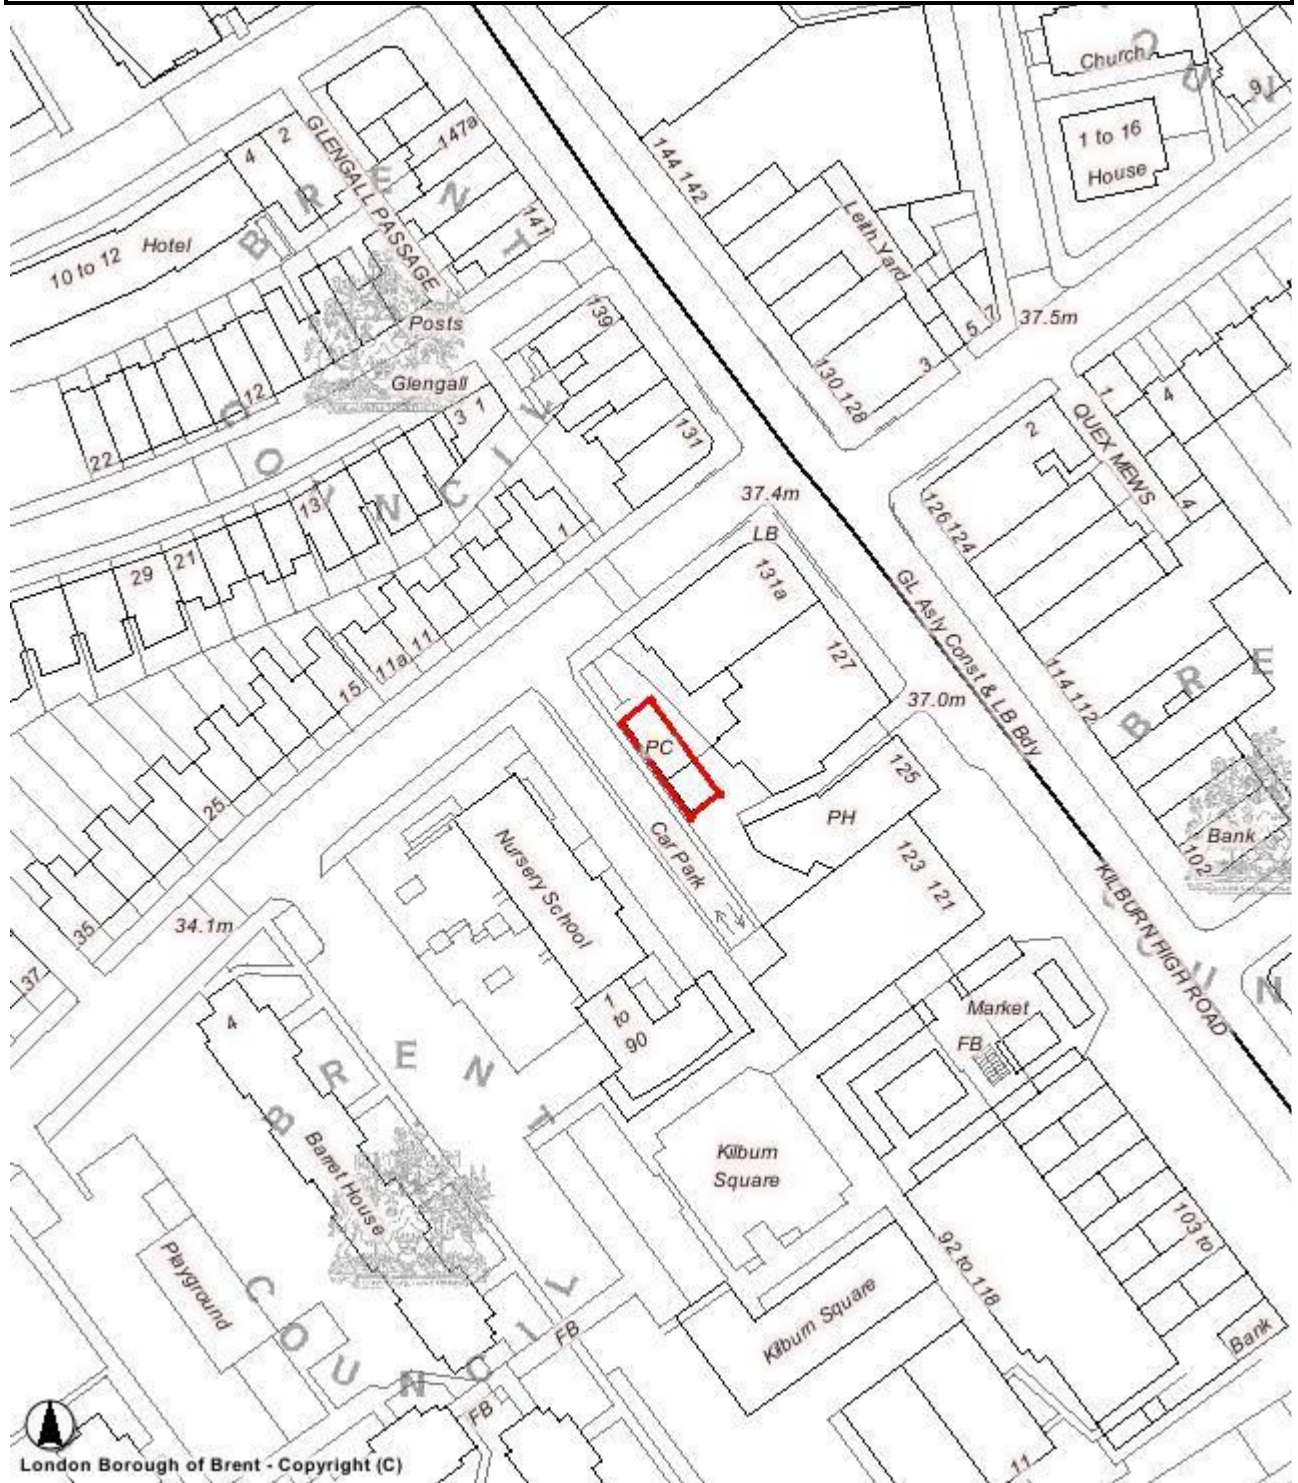 Church
9
1 to 16
House
147a
GLENGALL PASSAGE
2
4
144 142
141
Hotel
10 to 12
Leith Yard
Posts
139
5
7
37.5m
Glengall
12
3
1
130 128
3
1
4
22
131
2
QUEX MEWS
13
37.4m
4
126 124
1
LB
29
21
131a
GL Asly Const & LB Bdy
11a
11
127
15
114 112
37.0m
PC
125
25
PH
Car Park
Nursery School
Bank
102
123
121
KILBURN HIGH ROAD
35
34.1m
37
1
to
90
Market
FB
4
Barret House
Kilburn
Square
Playground
103 to
92 to 118
Kilburn Square
FB
Bank
FB
11
BRENT
COUNCIL
BRENT
COUNCIL
BRE
OUN
OUN
London Borough of Brent - Copyright (C)